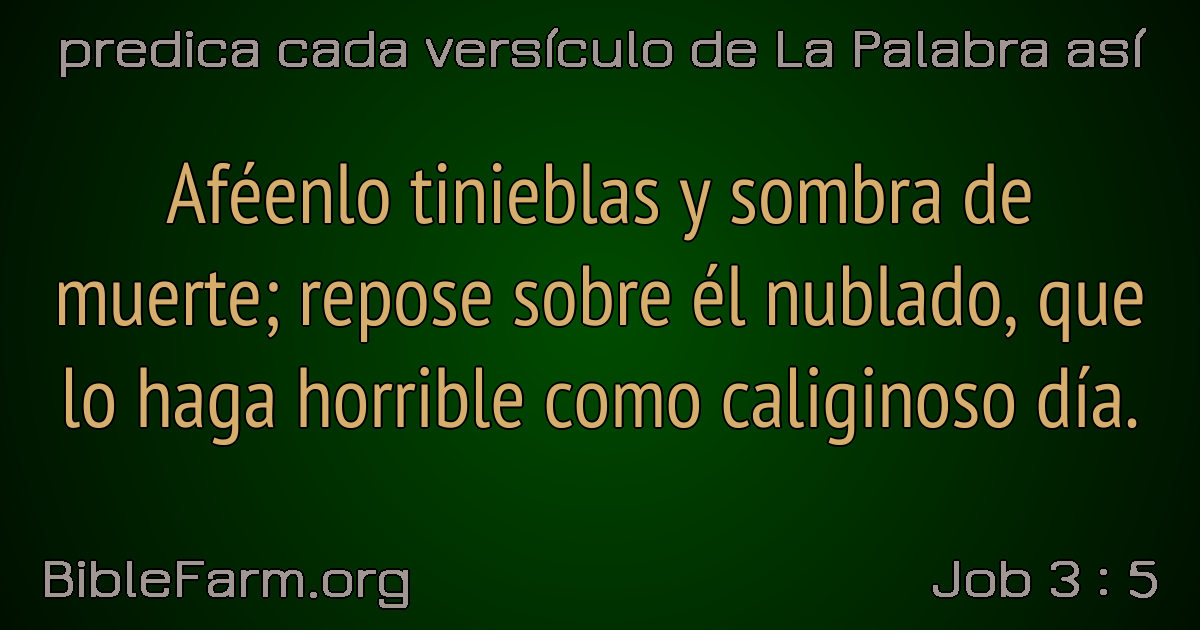 predica cada versículo de La Palabra así
Aféenlo tinieblas y sombra de
muerte; repose sobre él nublado, que
lo haga horrible como caliginoso día.
BibleFarm.org
Job 3 : 5